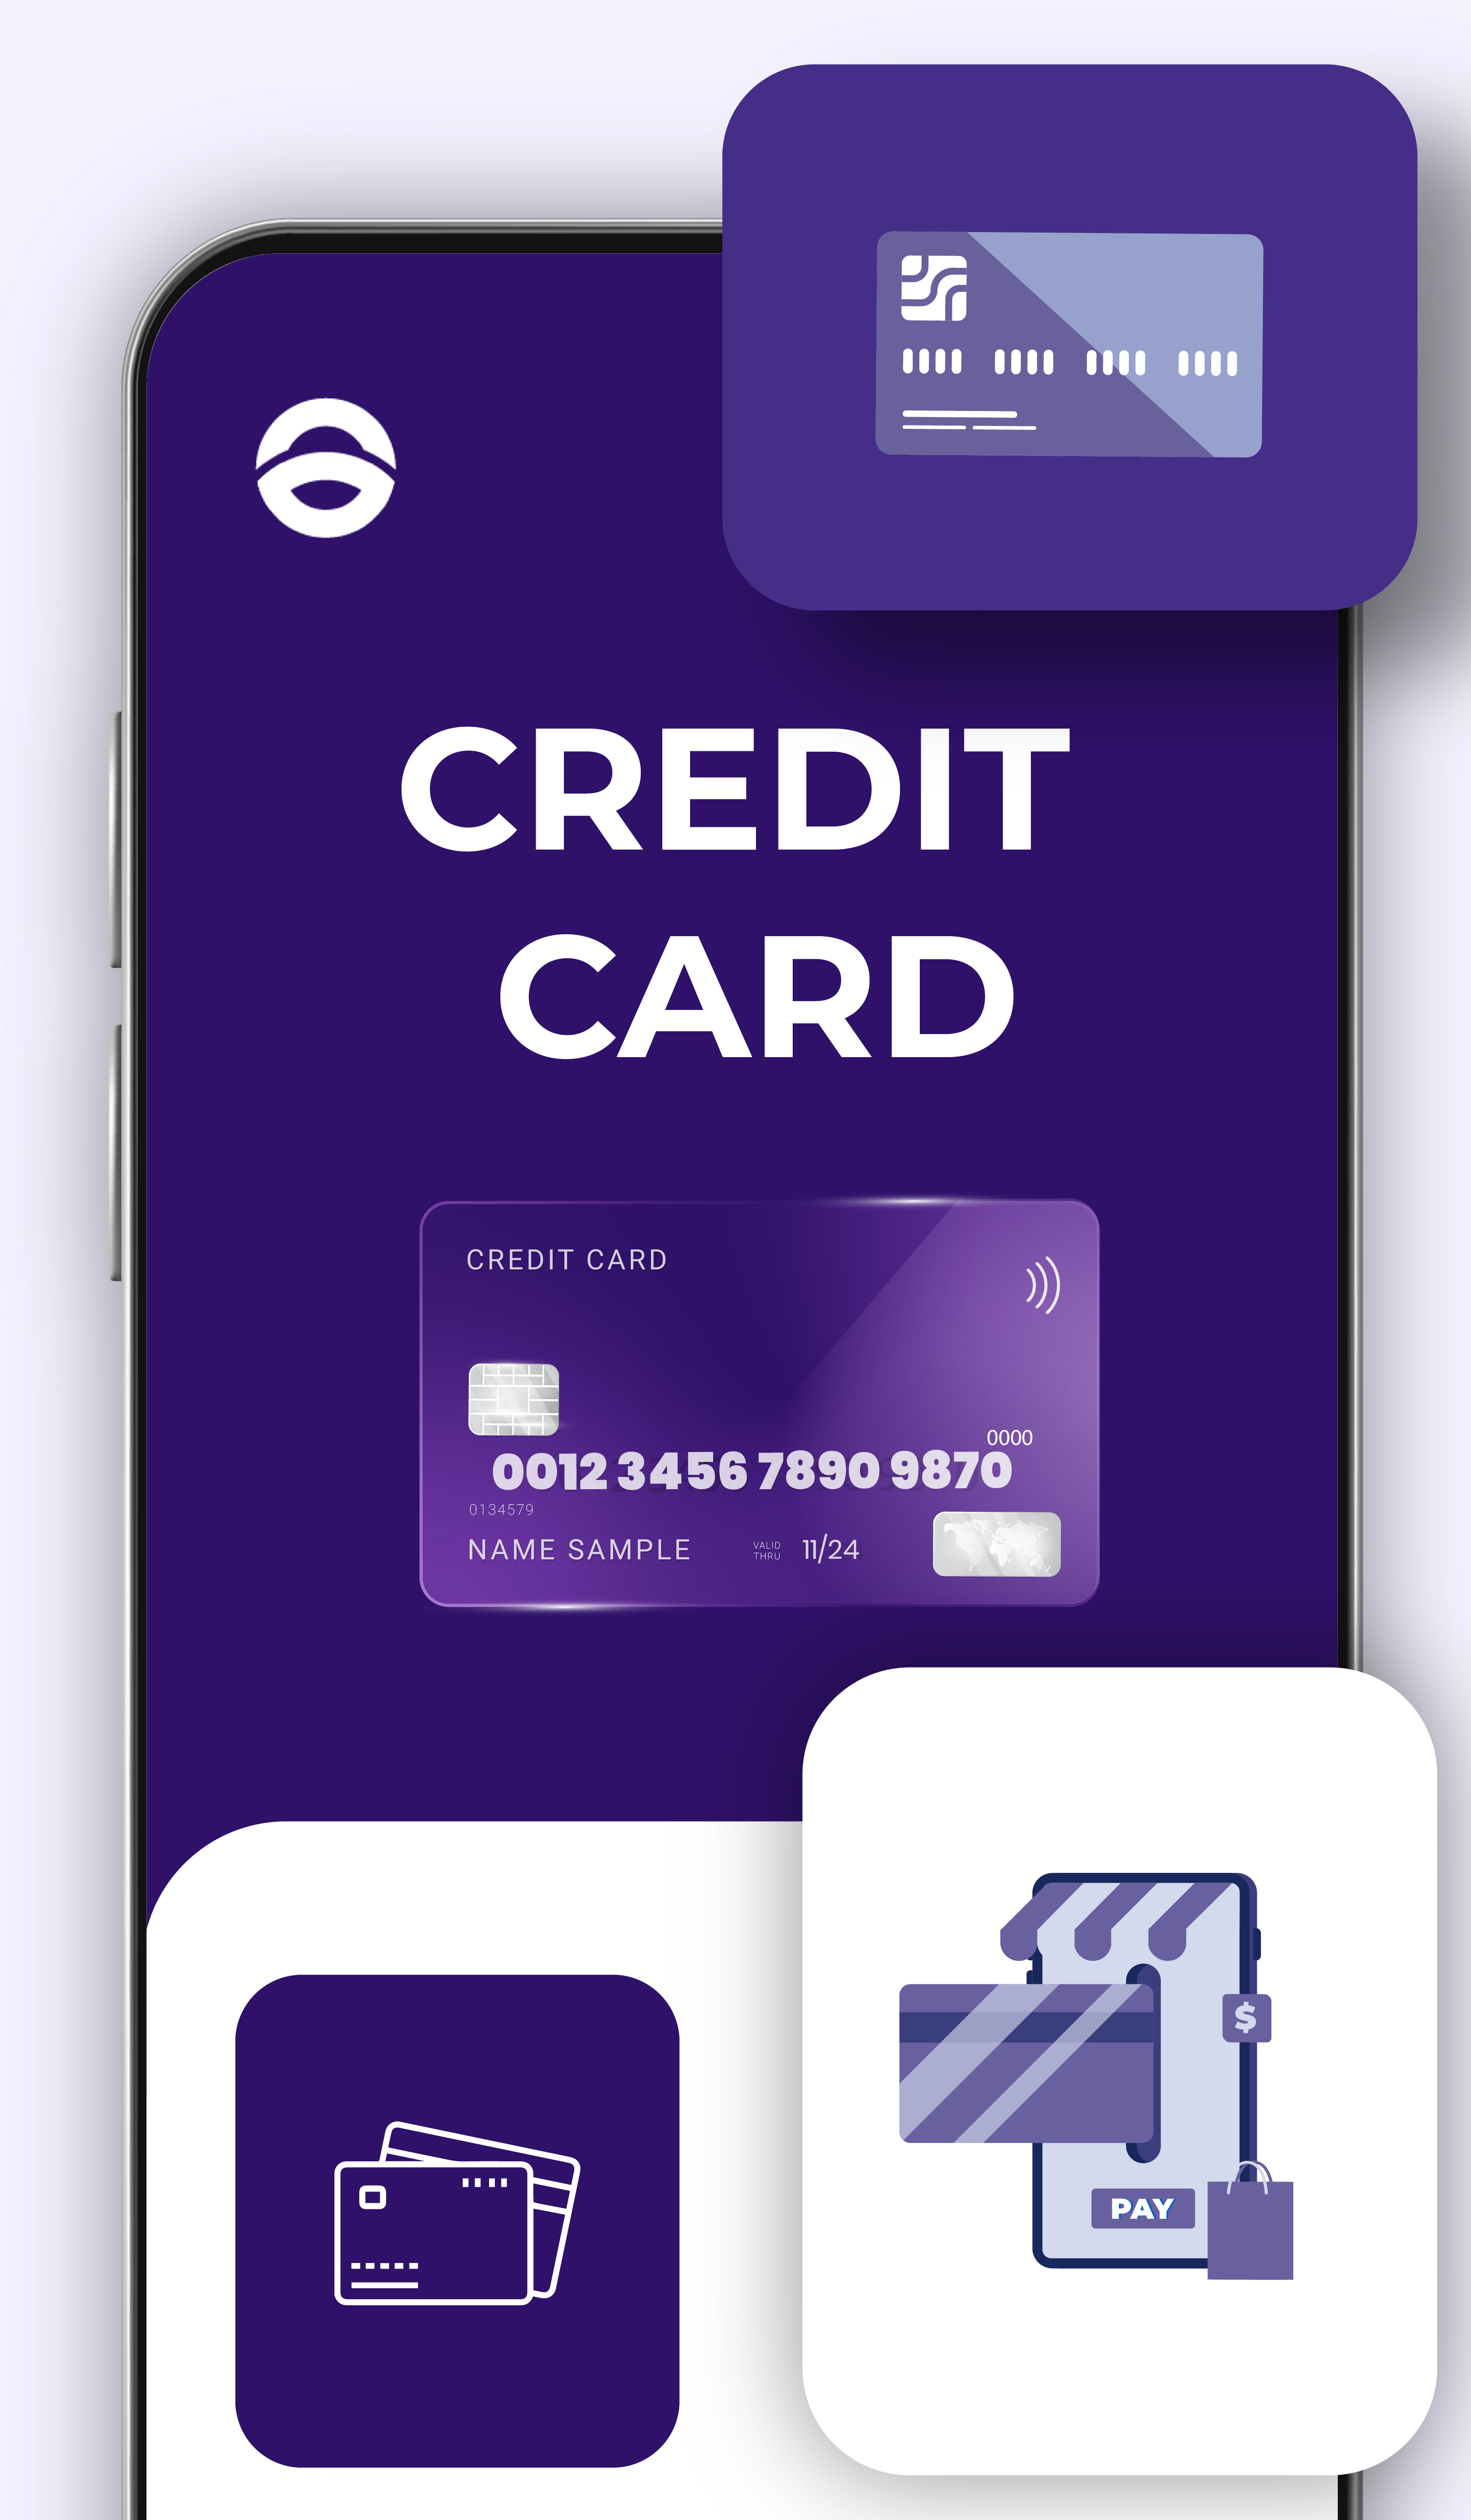 CREDIT
CARD
CREDIT CARD
0000
0012 3456 7890 9870
0134579
NAME SAMPLE
VALID
THRU
11/24
$
PAY